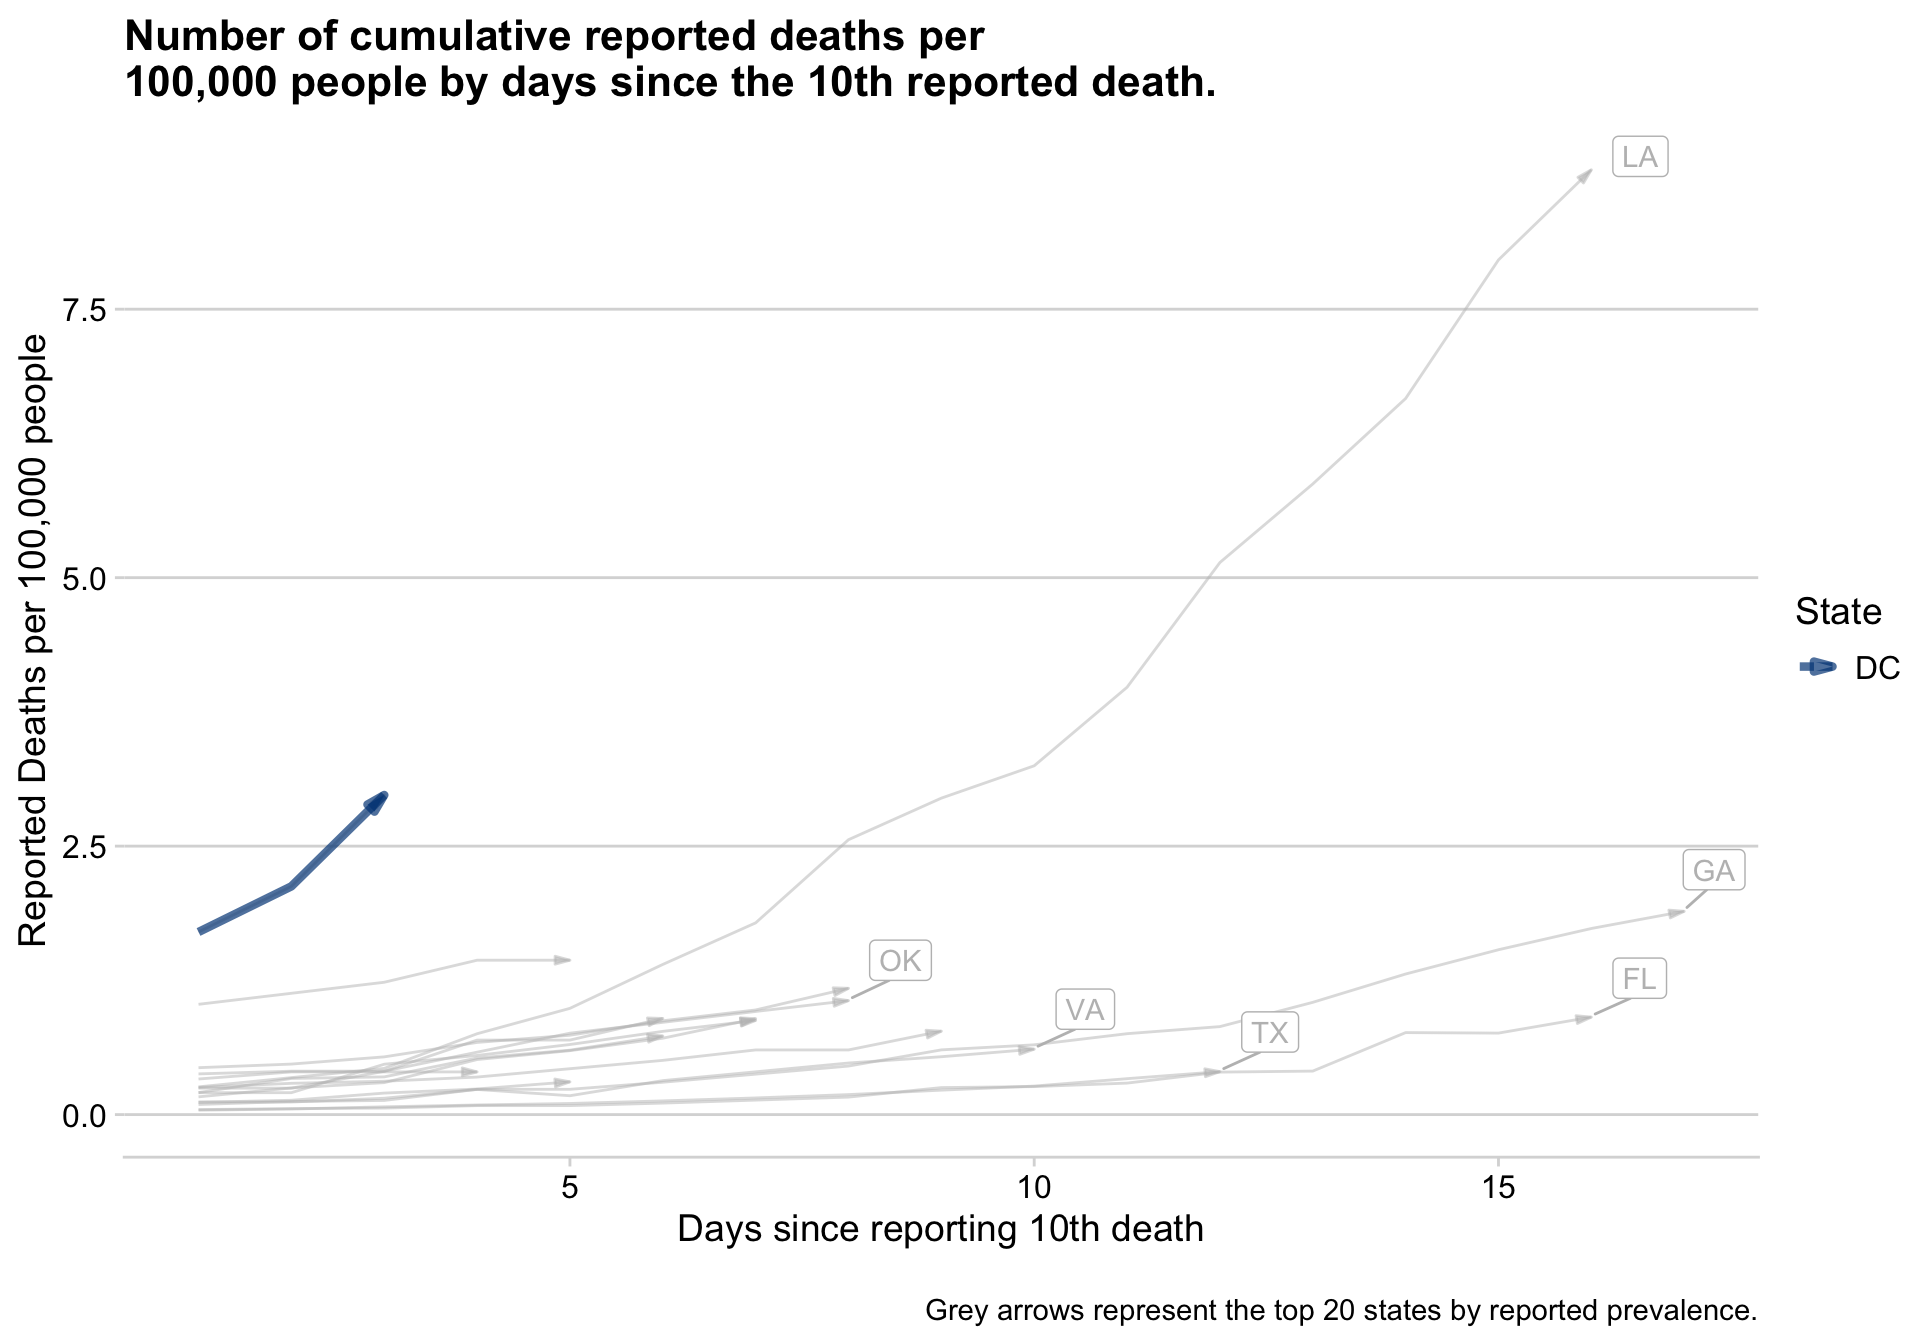 Number of cumulative reported deaths per
100,000 people by days since the 10th reported death.
Reported Deaths per 100,000 people
7.5
5.0
2.5
0.0
LA
GA
FL
OK
VA
TX
State
DC
5
10
15
Days since reporting 10th death
Grey arrows represent the top 20 states by reported prevalence.